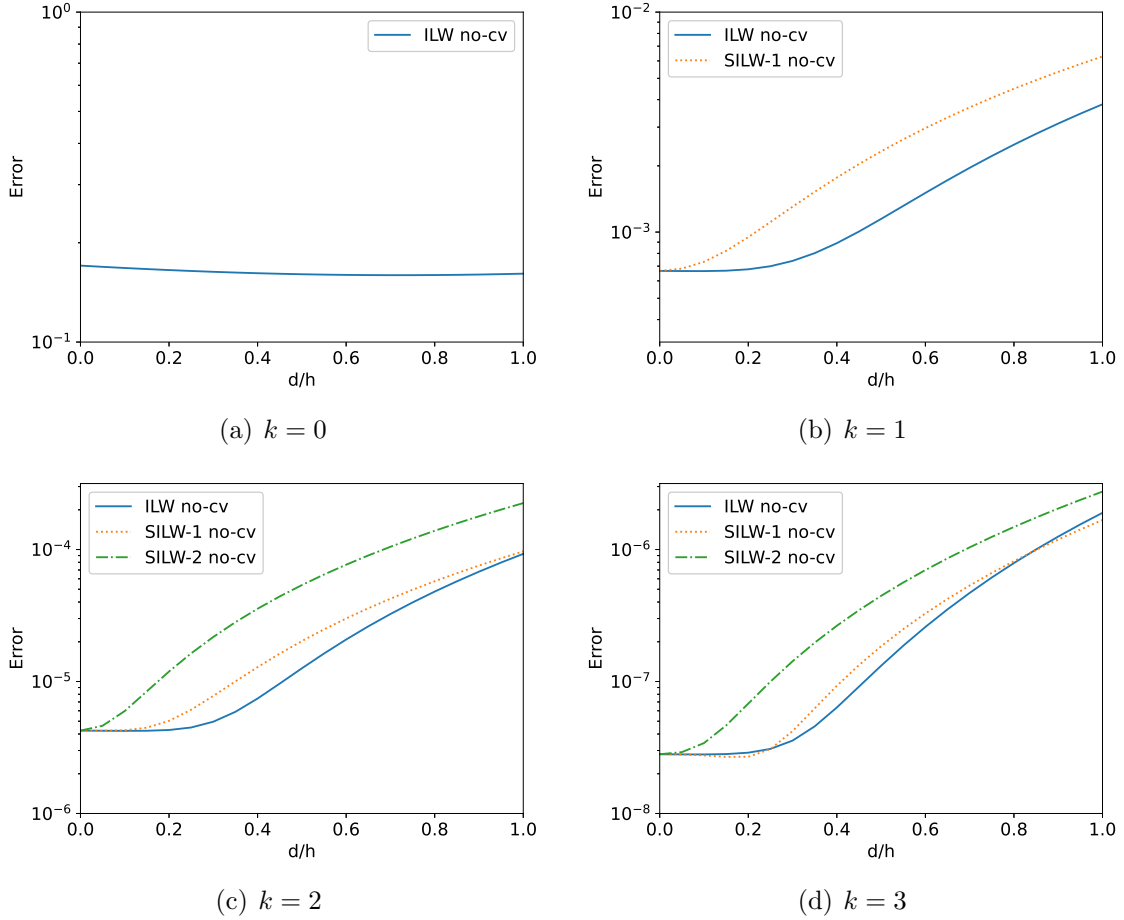 10^0
ILW no-cv
Error
10^-1
0.0 0.2 0.4 0.6 0.8 1.0
d/h
(a) k = 0
10^-2
ILW no-cv
SILW-1 no-cv
Error
10^-3
0.0 0.2 0.4 0.6 0.8 1.0
d/h
(b) k = 1
ILW no-cv
SILW-1 no-cv
SILW-2 no-cv
10^-4
Error
10^-5
10^-6
0.0 0.2 0.4 0.6 0.8 1.0
d/h
(c) k = 2
ILW no-cv
SILW-1 no-cv
SILW-2 no-cv
10^-6
Error
10^-7
10^-8
0.0 0.2 0.4 0.6 0.8 1.0
d/h
(d) k = 3